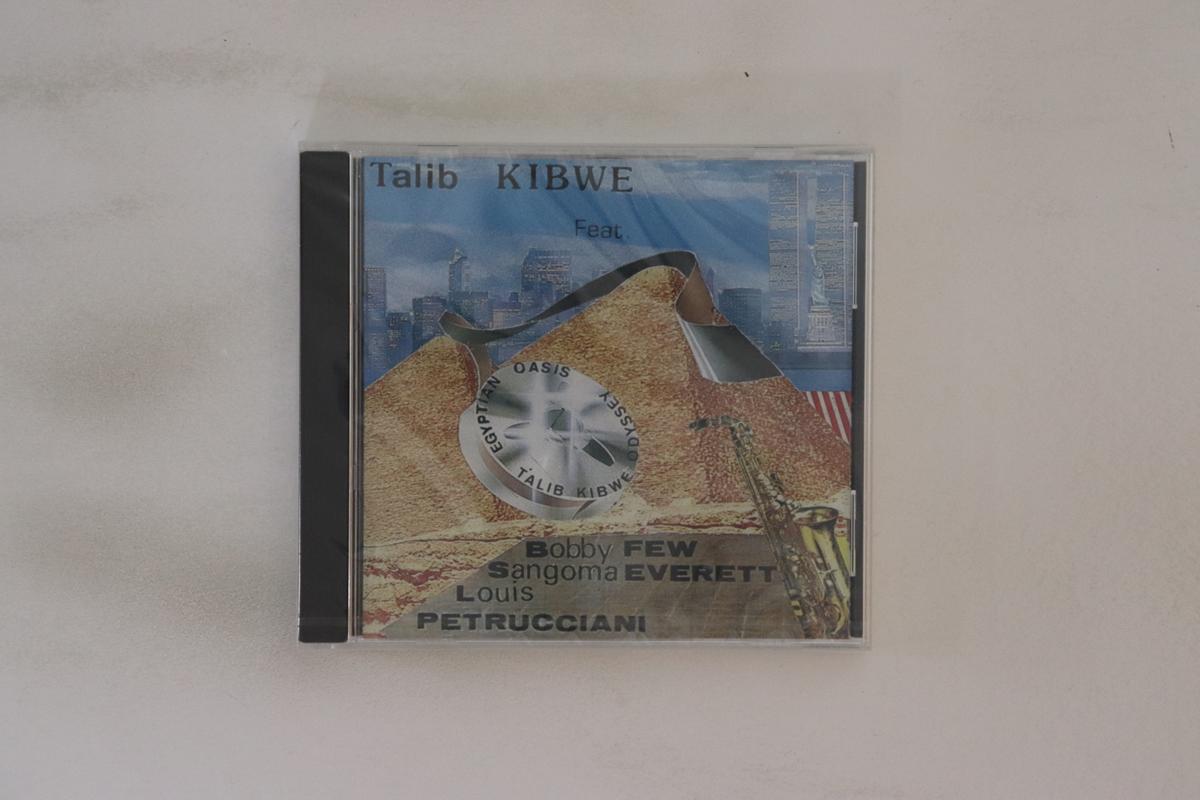 Talib KIBWE
Feat.
EGYPTIAN OASIS ODYSSEY
TALIB KIBWE
Bobby FEW
Sangoma EVERETT
Louis
PETRUCCIANI